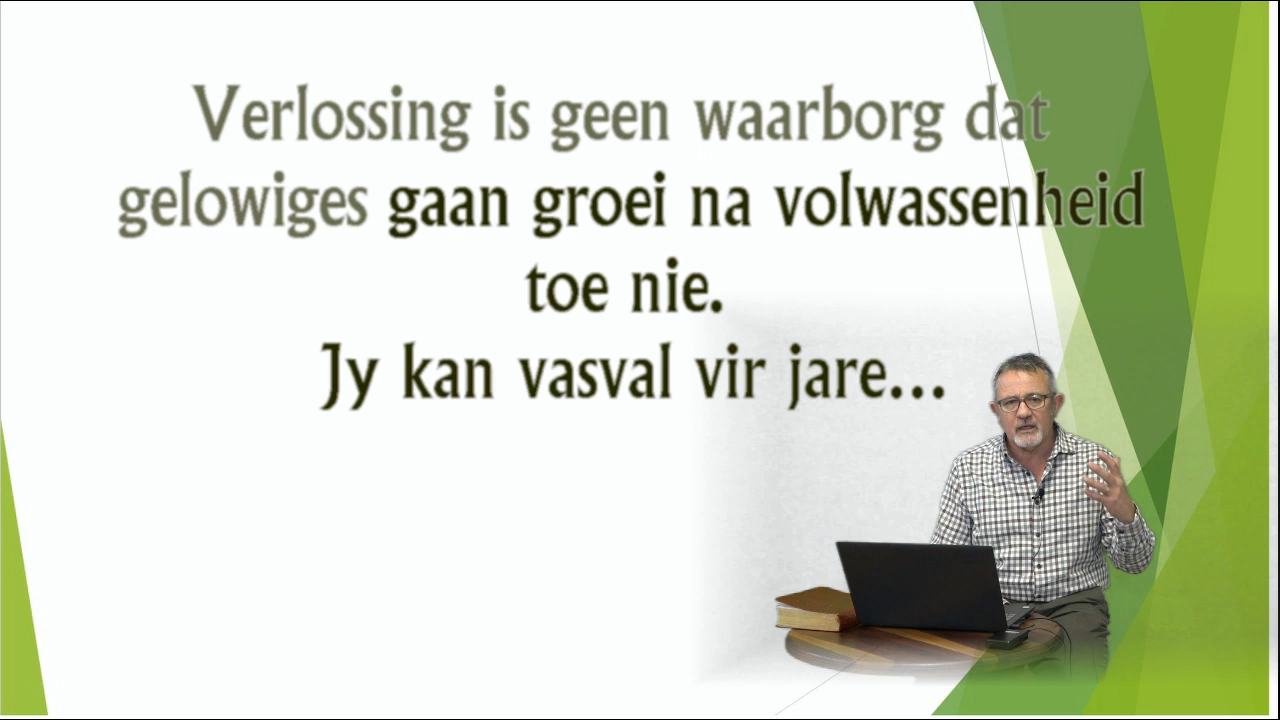 Verlossing is geen waarborg dat
gelowiges gaan groei na volwassenheid
toe nie.
Jy kan vasval vir jare...